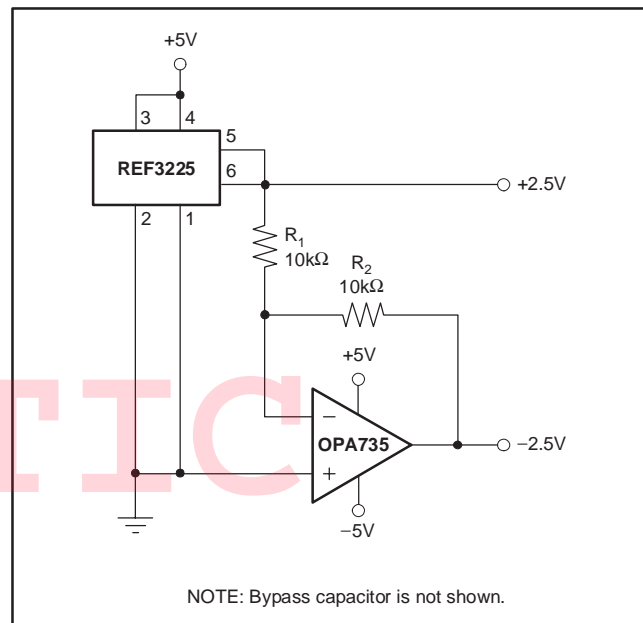 +5V
3 4
5
REF3225
6
+2.5V
2 1
R1
10kΩ
R2
10kΩ
+5V
−
OPA735
−2.5V
+
−5V
TIC
NOTE: Bypass capacitor is not shown.